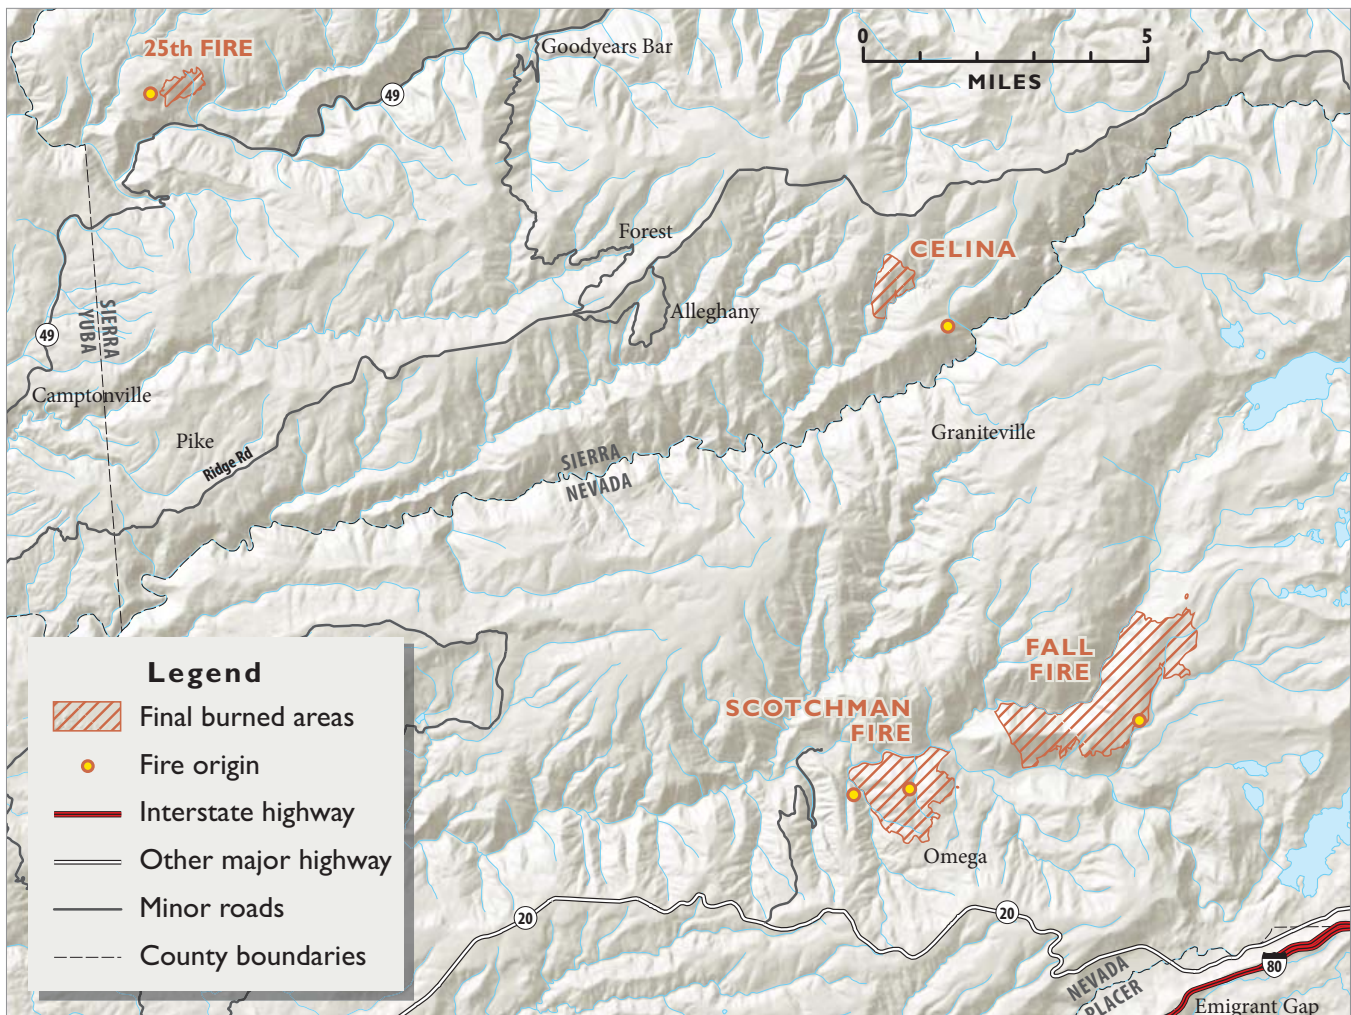 25th FIRE
Goodyears Bar
0
5
MILES
49
Forest
CELINA
Alleghany
SIERRA
YUBA
49
Camptonville
Pike
Ridge Rd
Graniteville
SIERRA
NEVADA
FALL
FIRE
SCOTCHMAN
FIRE
Omega
Legend
Final burned areas
Fire origin
Interstate highway
Other major highway
Minor roads
County boundaries
20
20
NEVADA
PLACER
80
Emigrant Gap